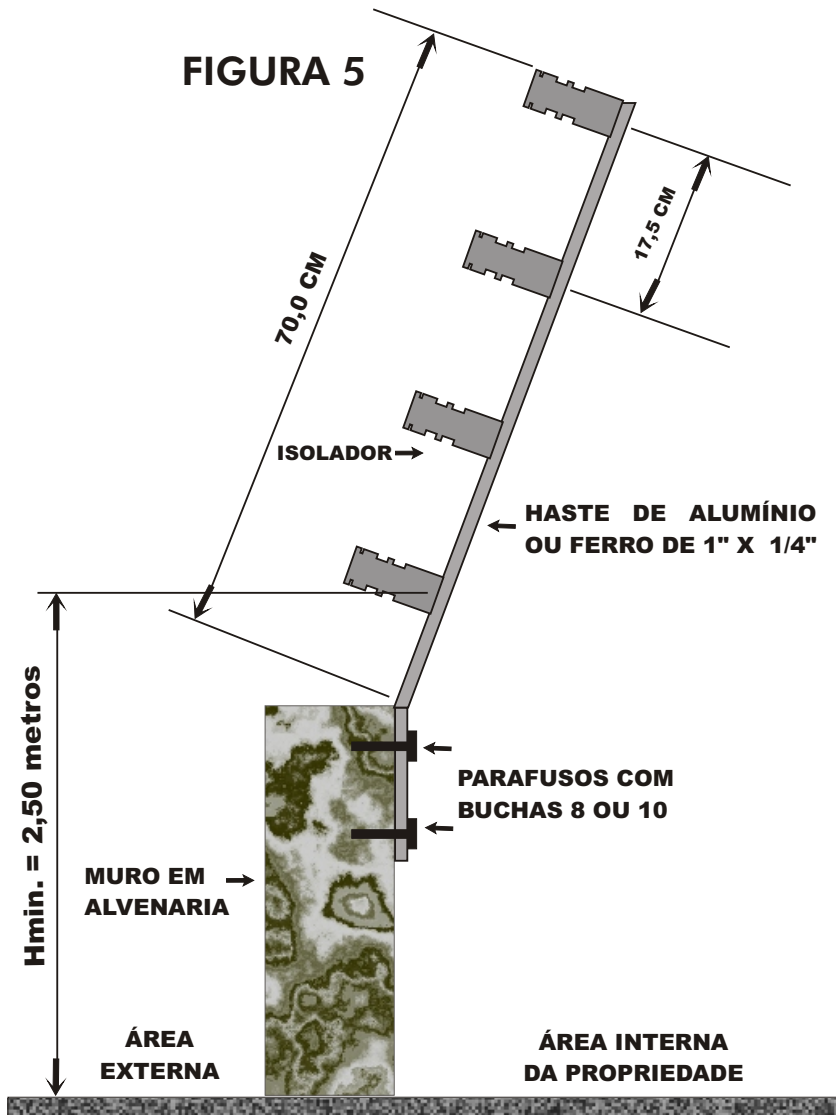 FIGURA 5
17,5 CM
70,0 CM
ISOLADOR
HASTE DE ALUMÍNIO
OU FERRO DE 1" X 1/4"
Hmin. = 2,50 metros
PARAFUSOS COM
BUCHAS 8 OU 10
MURO EM
ALVENARIA
ÁREA
EXTERNA
ÁREA INTERNA
DA PROPRIEDADE